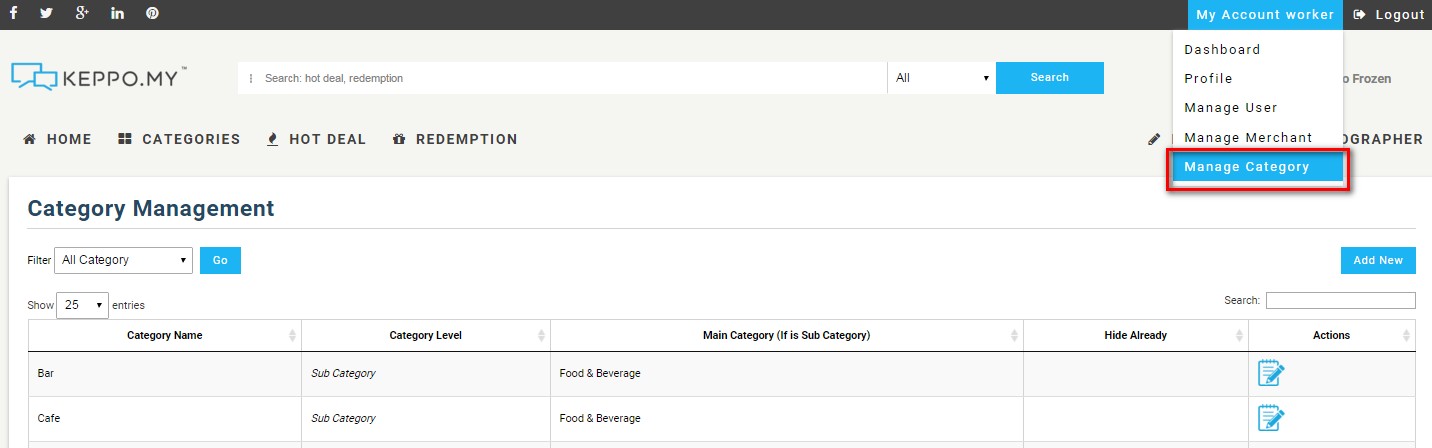 My Account worker Logout
Dashboard
Profile
Manage User
Manage Merchant
Manage Category
KEPPO.MY™
Search: hot deal, redemption All Search
o Frozen
HOME CATEGORIES HOT DEAL REDEMPTION OGRAPHER
Category Management
Filter All Category Go Add New
Show 25 entries Search:
Category Name Category Level Main Category (If is Sub Category) Hide Already Actions
Bar Sub Category Food & Beverage
Cafe Sub Category Food & Beverage